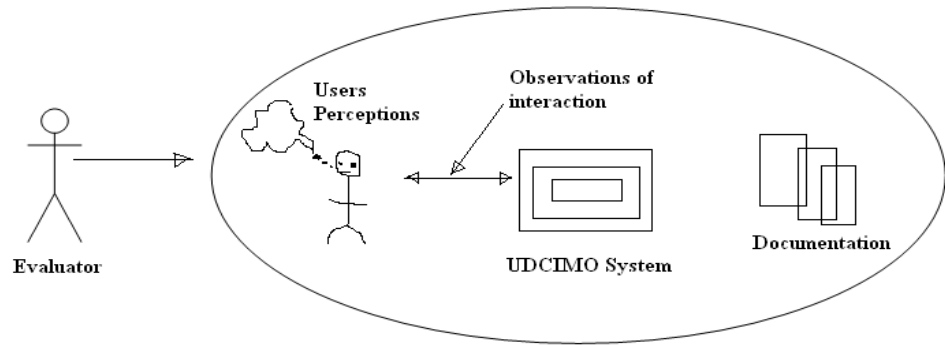 Users
Perceptions
Observations of
interaction
Evaluator
UDCIMO System
Documentation